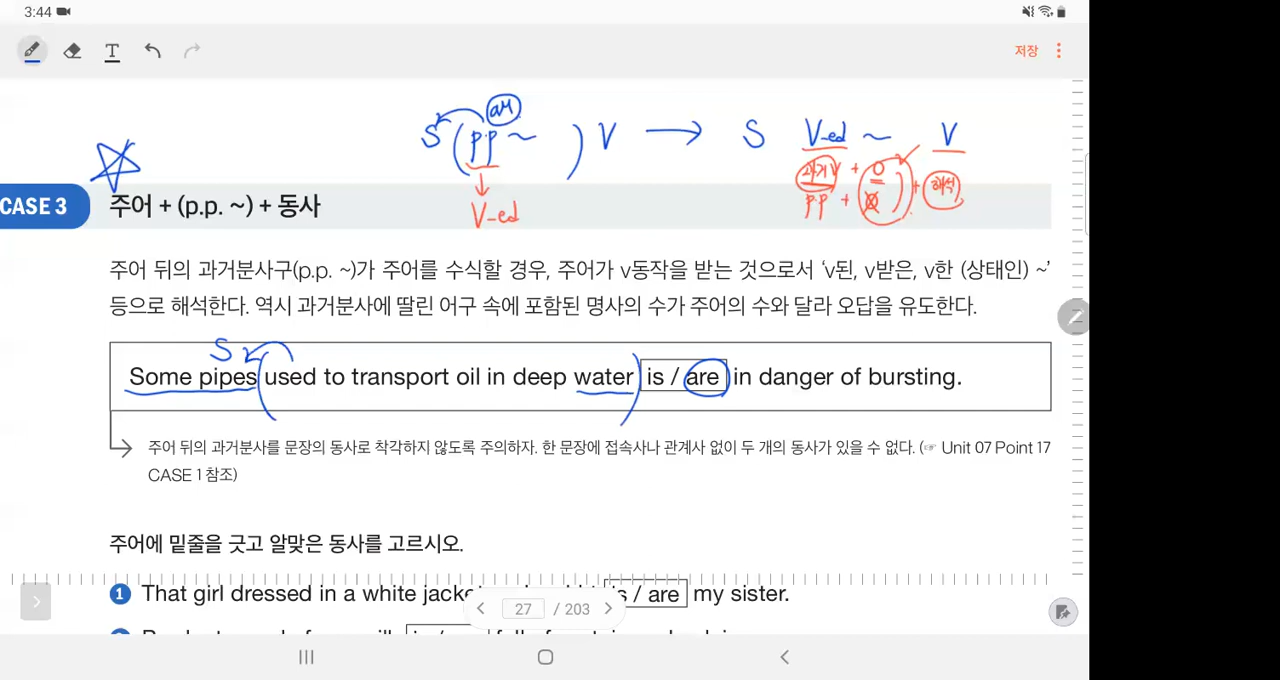 3:44
저장
am
S (pp ~ ) V → S V-ed ~ V
V-ed
과거V + O + 해석
p.p +
CASE 3 주어 + (p.p. ~) + 동사
주어 뒤의 과거분사구(p.p. ~)가 주어를 수식할 경우, 주어가 v동작을 받는 것으로서 'v된, v받은, v한 (상태인) ~'
등으로 해석한다. 역시 과거분사에 딸린 어구 속에 포함된 명사의 수가 주어의 수와 달라 오답을 유도한다.
S
Some pipes used to transport oil in deep water is / are in danger of bursting.
주어 뒤의 과거분사를 문장의 동사로 착각하지 않도록 주의하자. 한 문장에 접속사나 관계사 없이 두 개의 동사가 있을 수 없다. (☞ Unit 07 Point 17
CASE 1 참조)
주어에 밑줄을 긋고 알맞은 동사를 고르시오.
1 That girl dressed in a white jacket is / are my sister.
27 / 203